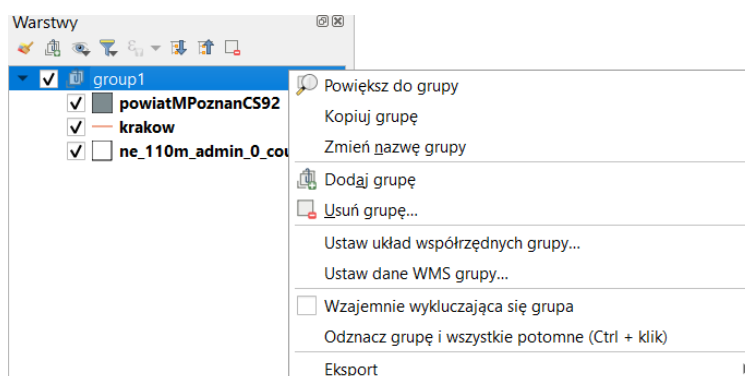 Warstwy
group1
powiatMPoznanCS92
krakow
ne_110m_admin_0_cou
Powiększ do grupy
Kopiuj grupę
Zmień nazwę grupy
Dodaj grupę
Usuń grupę...
Ustaw układ współrzędnych grupy...
Ustaw dane WMS grupy...
Wzajemnie wykluczająca się grupa
Odznacz grupę i wszystkie potomne (Ctrl + klik)
Eksport